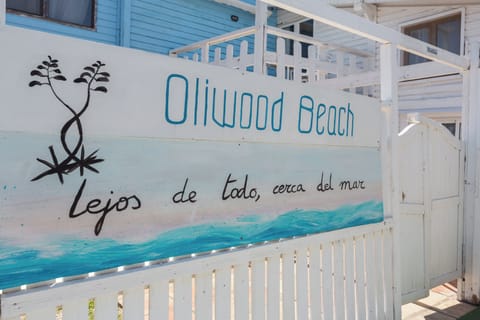 Oliwood Beach
Lejos de todo, cerca del mar